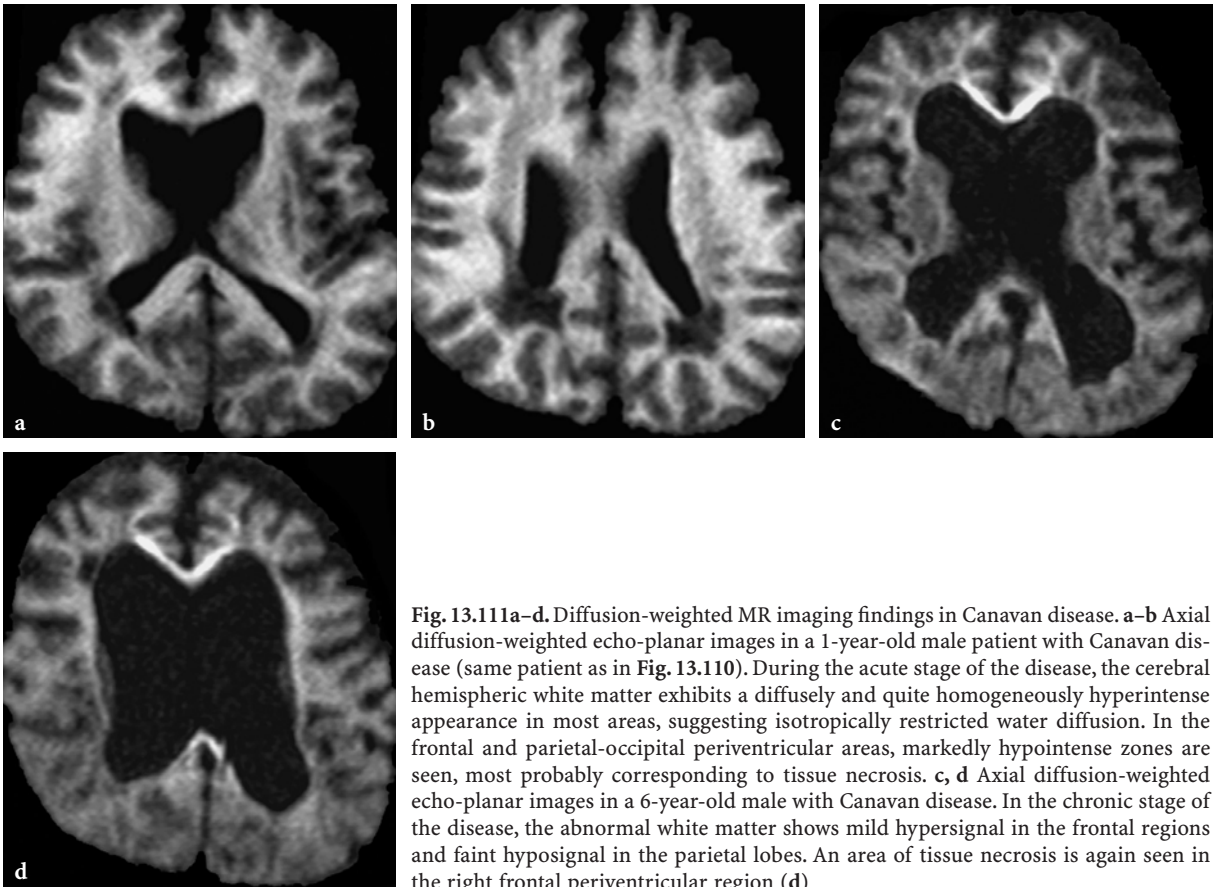 a
b
c
d
Fig. 13.111a–d. Diffusion-weighted MR imaging findings in Canavan disease. a–b Axial
diffusion-weighted echo-planar images in a 1-year-old male patient with Canavan dis-
ease (same patient as in Fig. 13.110). During the acute stage of the disease, the cerebral
hemispheric white matter exhibits a diffusely and quite homogeneously hyperintense
appearance in most areas, suggesting isotropically restricted water diffusion. In the
frontal and parietal-occipital periventricular areas, markedly hypointense zones are
seen, most probably corresponding to tissue necrosis. c, d Axial diffusion-weighted
echo-planar images in a 6-year-old male with Canavan disease. In the chronic stage of
the disease, the abnormal white matter shows mild hypersignal in the frontal regions
and faint hyposignal in the parietal lobes. An area of tissue necrosis is again seen in
the right frontal periventricular region (d)